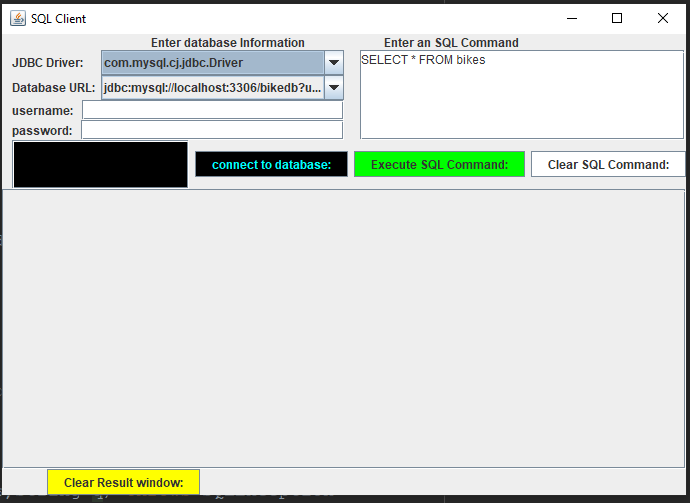 SQL Client
Enter database Information
Enter an SQL Command
JDBC Driver: com.mysql.cj.jdbc.Driver
SELECT * FROM bikes
Database URL: jdbc:mysql://localhost:3306/bikedb?u...
username:
password:
connect to database:
Execute SQL Command:
Clear SQL Command:
Clear Result window: